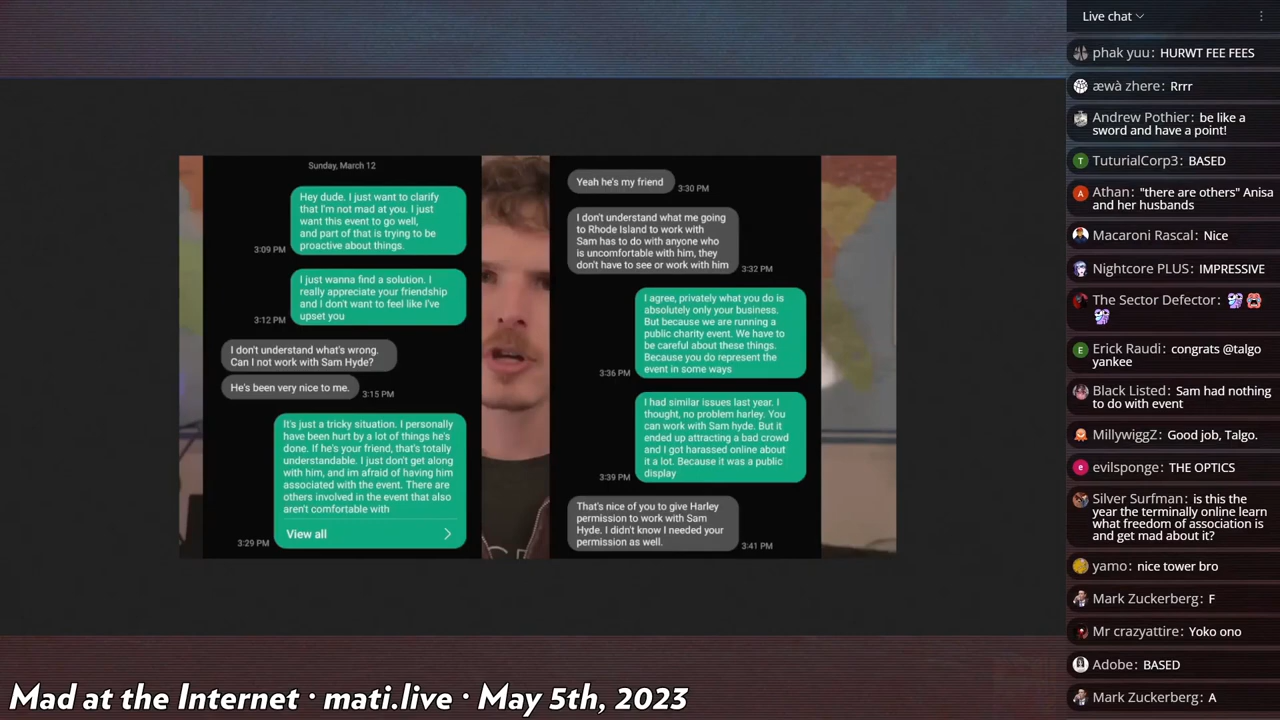 Sunday, March 12
Hey dude. I just want to clarify
that I'm not mad at you. I just
want this event to go well,
and part of that is trying to be
proactive about things.
3:09 PM
I just wanna find a solution. I
really appreciate your friendship
and I don't want to feel like I've
upset you
3:12 PM
I don't understand what's wrong.
Can I not work with Sam Hyde?
He's been very nice to me.
3:15 PM
It's just a tricky situation. I personally
have been hurt by a lot of things he's
done. If he's your friend, that's totally
understandable. I just don't get along
with him, and im afraid of having him
associated with the event. There are
others involved in the event that also
aren't comfortable with
View all
3:29 PM
Yeah he's my friend
3:30 PM
I don't understand what me going
to Rhode Island to work with
Sam has to do with anyone who
is uncomfortable with him, they
don't have to see or work with him
3:32 PM
I agree, privately what you do is
absolutely only your business.
But because we are running a
public charity event. We have to
be careful about these things.
Because you do represent the
event in some ways
3:36 PM
I had similar issues last year. I
thought, no problem harley. You
can work with Sam hyde. But it
ended up attracting a bad crowd
and I got harassed online about
it a lot. Because it was a public
display
3:39 PM
That's nice of you to give Harley
permission to work with Sam
Hyde. I didn't know I needed your
permission as well.
3:41 PM
Live chat
phak yuu: HURWT FEE FEES
æwà zhere: Rrrr
Andrew Pothier: be like a
sword and have a point!
TuturialCorp3: BASED
Athan: "there are others" Anisa
and her husbands
Macaroni Rascal: Nice
Nightcore PLUS: IMPRESSIVE
The Sector Defector:
Erick Raudi: congrats @talgo
yankee
Black Listed: Sam had nothing
to do with event
MillywiggZ: Good job, Talgo.
evilsponge: THE OPTICS
Silver Surfman: is this the
year the terminally online learn
what freedom of association is
and get mad about it?
yamo: nice tower bro
Mark Zuckerberg: F
Mr crazyattire: Yoko ono
Adobe: BASED
Mark Zuckerberg: A
Mad at the Internet · mati.live · May 5th, 2023